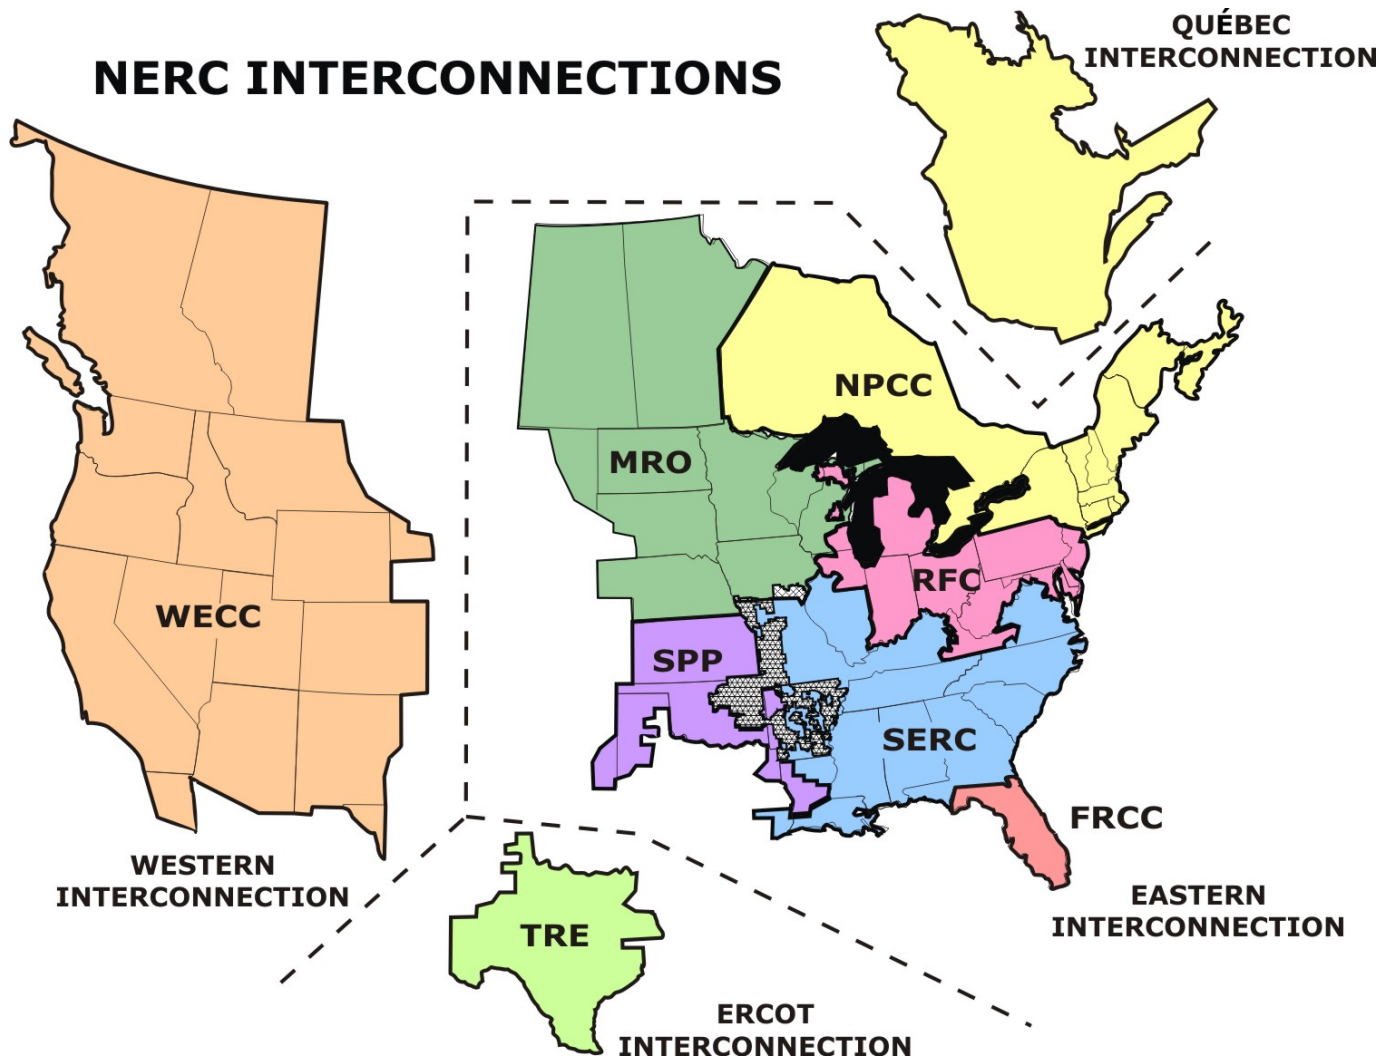 QUÉBEC
INTERCONNECTION
NERC INTERCONNECTIONS
NPCC
MRO
RFC
WECC
SPP
SERC
FRCC
WESTERN
INTERCONNECTION
EASTERN
INTERCONNECTION
TRE
ERCOT
INTERCONNECTION